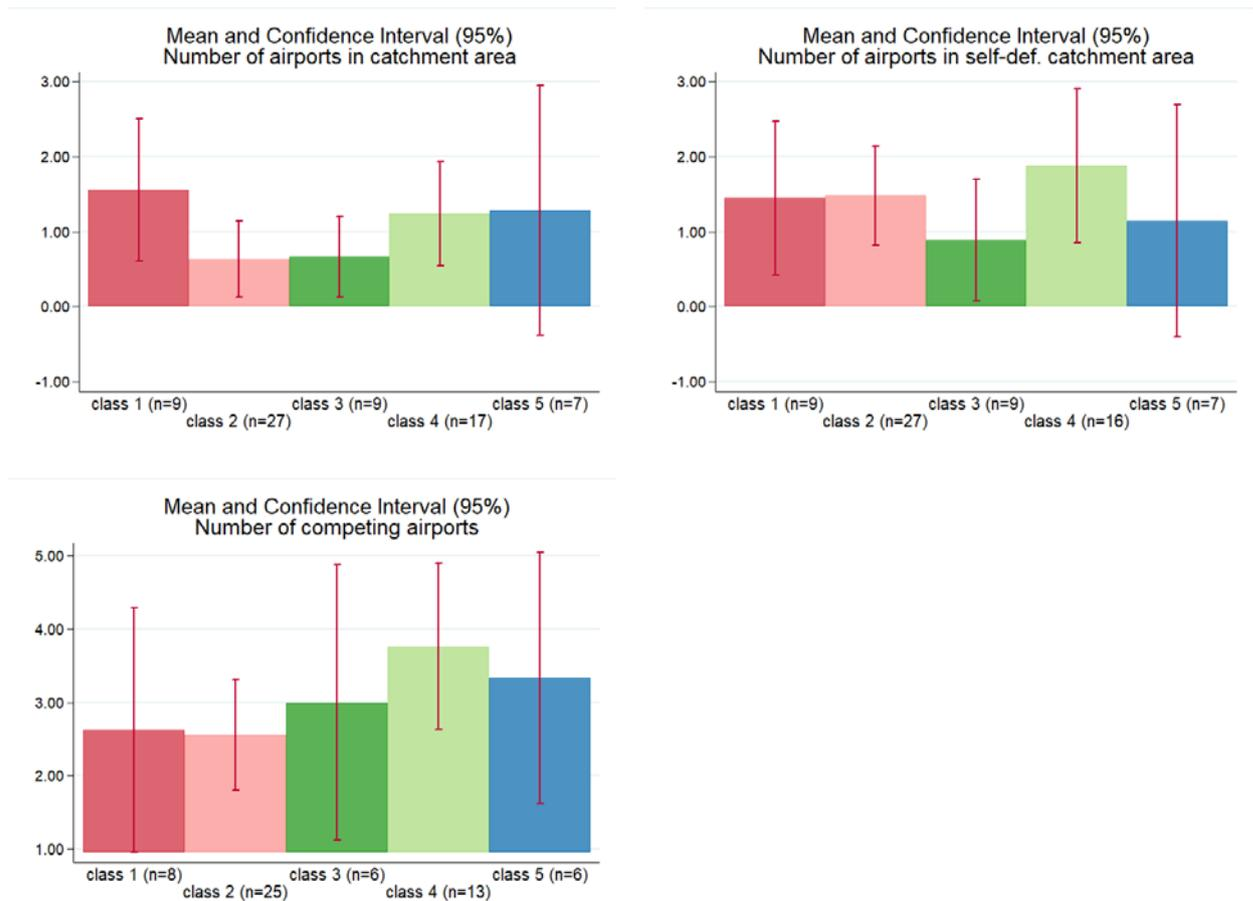 Mean and Confidence Interval (95%)
Number of airports in catchment area
3.00
2.00
1.00
0.00
-1.00
class 1 (n=9)
class 2 (n=27)
class 3 (n=9)
class 4 (n=17)
class 5 (n=7)
Mean and Confidence Interval (95%)
Number of airports in self-def. catchment area
3.00
2.00
1.00
0.00
-1.00
class 1 (n=9)
class 2 (n=27)
class 3 (n=9)
class 4 (n=16)
class 5 (n=7)
Mean and Confidence Interval (95%)
Number of competing airports
5.00
4.00
3.00
2.00
1.00
class 1 (n=8)
class 2 (n=25)
class 3 (n=6)
class 4 (n=13)
class 5 (n=6)